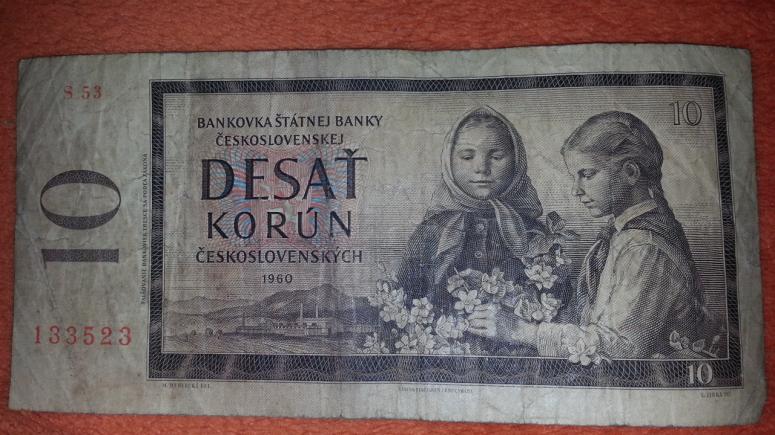 S 53
10
BANKOVKA ŠTÁTNEJ BANKY
ČESKOSLOVENSKEJ
DESAŤ
KORÚN
ČESKOSLOVENSKÝCH
1960
10
133523
10